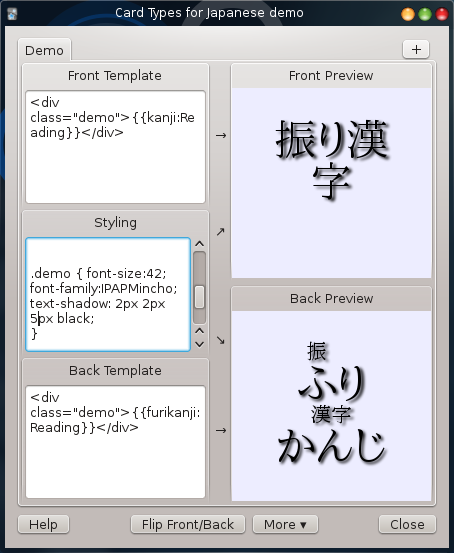 Card Types for Japanese demo
Demo
+
Front Template
<div
class="demo">{{kanji:Re
ading}}</div>
→
Styling
.demo { font-size:42;
font-family:IPAPMincho;
text-shadow: 2px 2px
5px black;
}
↗
↘
Back Template
<div
class="demo">{{furikanji:
Reading}}</div>
→
Front Preview
振り漢
字
Back Preview
振
ふり
漢字
かんじ
Help
Flip Front/Back
More ▾
Close